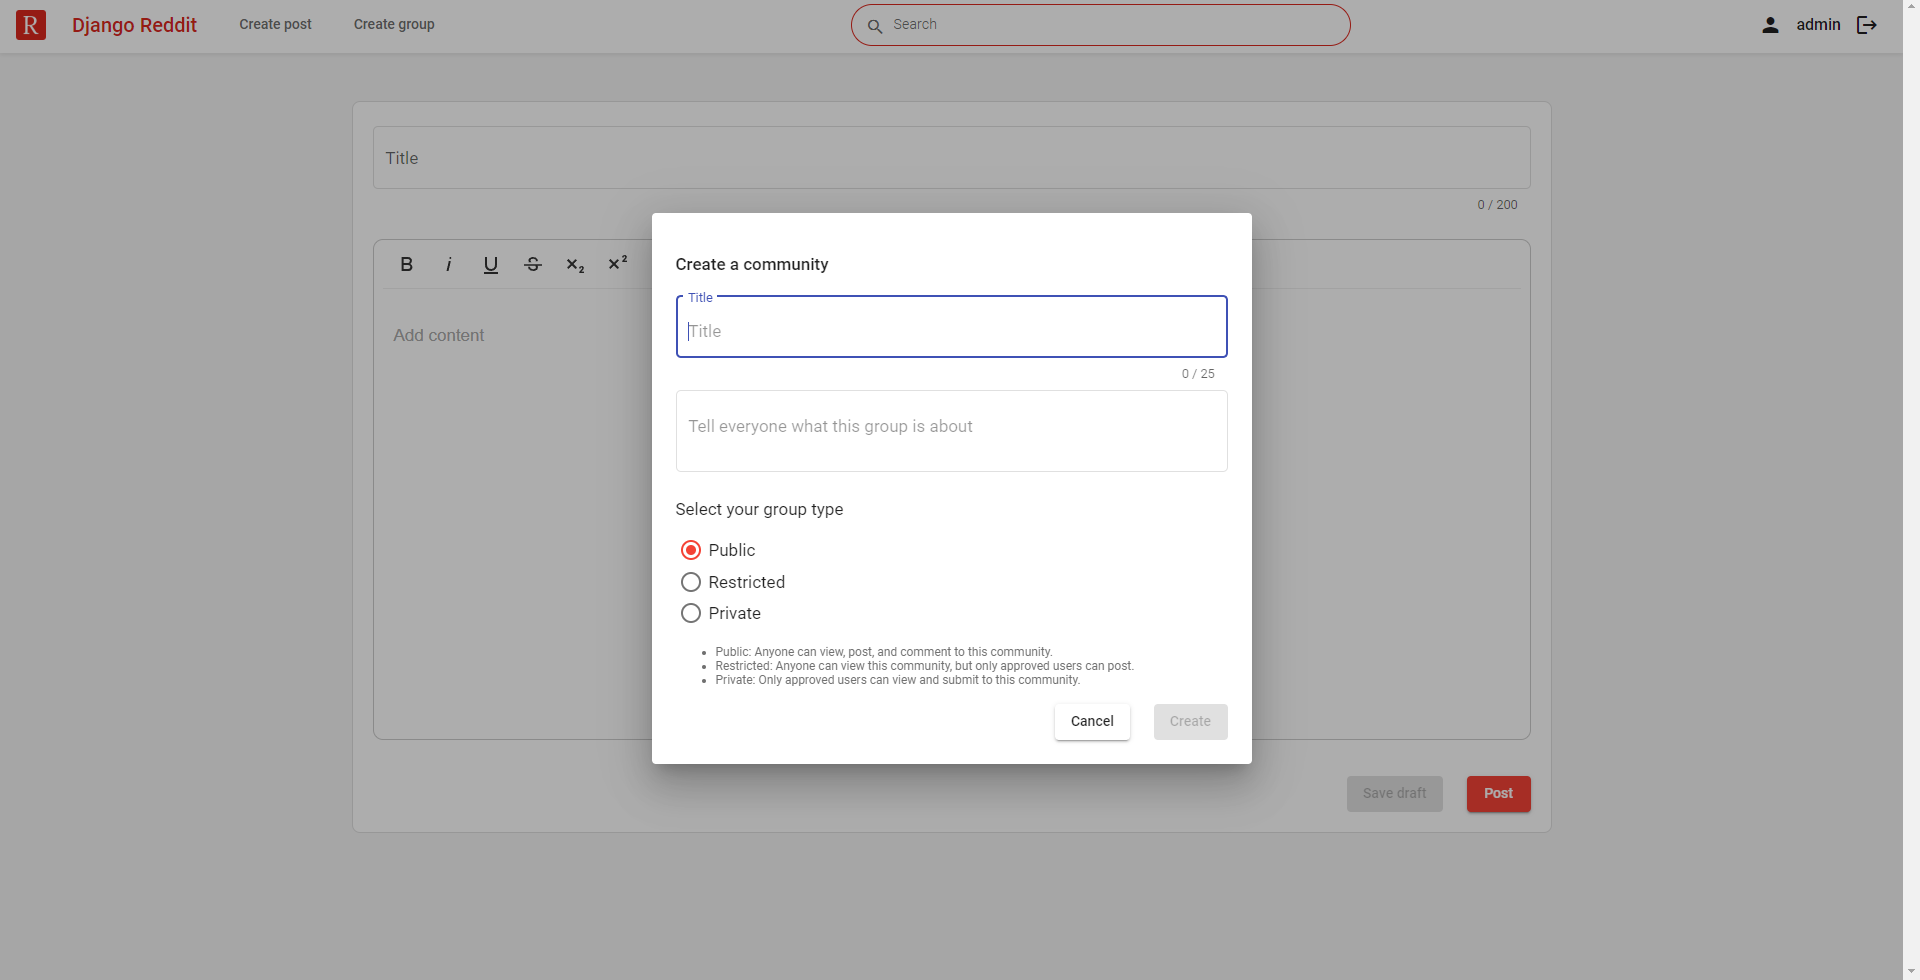 R Django Reddit Create post Create group Search admin
Title
0 / 200
B i U S ×₂ ×²
Add content
Create a community
Title
Title
0 / 25
Tell everyone what this group is about
Select your group type
Public
Restricted
Private
• Public: Anyone can view, post, and comment to this community.
• Restricted: Anyone can view this community, but only approved users can post.
• Private: Only approved users can view and submit to this community.
Cancel Create
Save draft Post